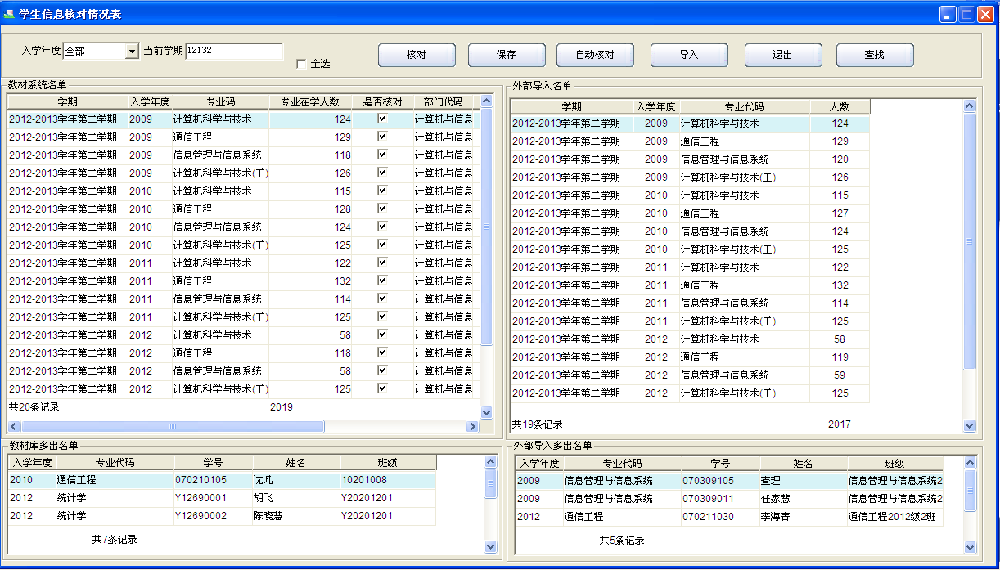 学生信息核对情况表
入学年度 全部 当前学期 12132 全选 核对 保存 自动核对 导入 退出 查找
教材系统名单
学期 入学年度 专业码 专业在学人数 是否核对 部门代码
2012-2013学年第二学期 2009 计算机科学与技术 124 计算机与信息
2012-2013学年第二学期 2009 通信工程 129 计算机与信息
2012-2013学年第二学期 2009 信息管理与信息系统 118 计算机与信息
2012-2013学年第二学期 2009 计算机科学与技术(工) 126 计算机与信息
2012-2013学年第二学期 2010 计算机科学与技术 115 计算机与信息
2012-2013学年第二学期 2010 通信工程 128 计算机与信息
2012-2013学年第二学期 2010 信息管理与信息系统 124 计算机与信息
2012-2013学年第二学期 2010 计算机科学与技术(工) 125 计算机与信息
2012-2013学年第二学期 2011 计算机科学与技术 122 计算机与信息
2012-2013学年第二学期 2011 通信工程 132 计算机与信息
2012-2013学年第二学期 2011 信息管理与信息系统 114 计算机与信息
2012-2013学年第二学期 2011 计算机科学与技术(工) 125 计算机与信息
2012-2013学年第二学期 2012 计算机科学与技术 58 计算机与信息
2012-2013学年第二学期 2012 通信工程 118 计算机与信息
2012-2013学年第二学期 2012 信息管理与信息系统 58 计算机与信息
2012-2013学年第二学期 2012 计算机科学与技术(工) 125 计算机与信息
共20条记录 2019
外部导入名单
学期 入学年度 专业代码 人数
2012-2013学年第二学期 2009 计算机科学与技术 124
2012-2013学年第二学期 2009 通信工程 129
2012-2013学年第二学期 2009 信息管理与信息系统 120
2012-2013学年第二学期 2009 计算机科学与技术(工) 126
2012-2013学年第二学期 2010 计算机科学与技术 115
2012-2013学年第二学期 2010 通信工程 127
2012-2013学年第二学期 2010 信息管理与信息系统 124
2012-2013学年第二学期 2010 计算机科学与技术(工) 125
2012-2013学年第二学期 2011 计算机科学与技术 122
2012-2013学年第二学期 2011 通信工程 132
2012-2013学年第二学期 2011 信息管理与信息系统 114
2012-2013学年第二学期 2011 计算机科学与技术(工) 125
2012-2013学年第二学期 2012 计算机科学与技术 58
2012-2013学年第二学期 2012 通信工程 119
2012-2013学年第二学期 2012 信息管理与信息系统 59
2012-2013学年第二学期 2012 计算机科学与技术(工) 125
共19条记录 2017
教材库多出名单
入学年度 专业代码 学号 姓名 班级
2010 通信工程 070210105 沈凡 10201008
2012 统计学 Y12690001 胡飞 Y20201201
2012 统计学 Y12690002 陈晓慧 Y20201201
共7条记录
外部导入多出名单
入学年度 专业代码 学号 姓名 班级
2009 信息管理与信息系统 070309105 查理 信息管理与信息系统2
2009 信息管理与信息系统 070309011 任家慧 信息管理与信息系统2
2012 通信工程 070211030 李海青 通信工程2012级2班
共5条记录